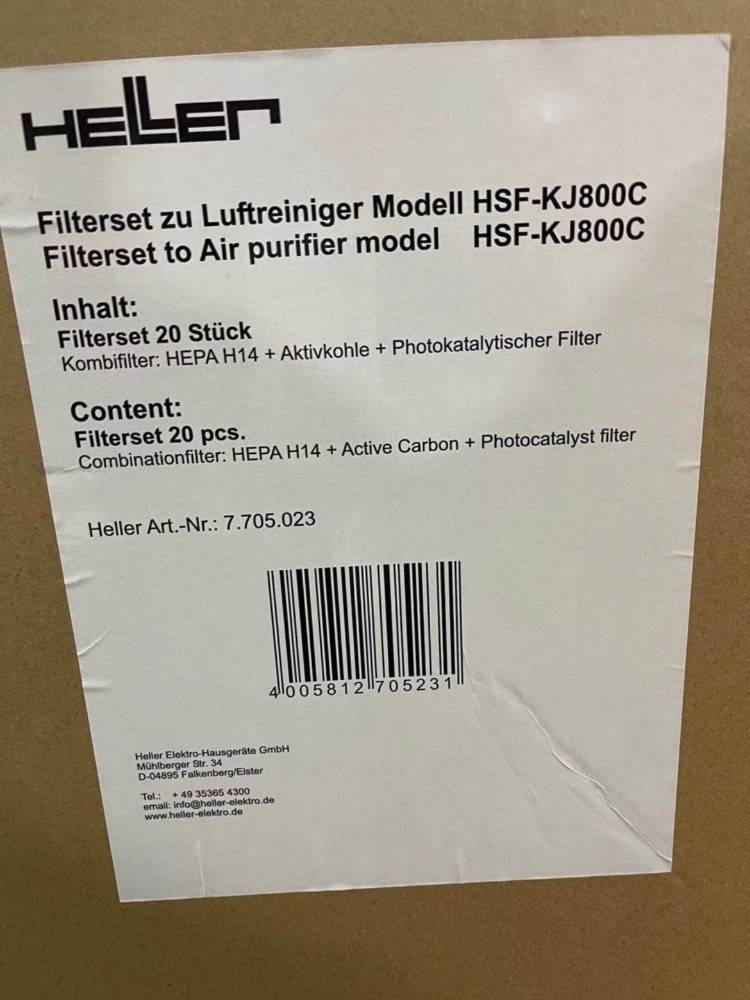 HELLER
Filterset zu Luftreiniger Modell HSF-KJ800C
Filterset to Air purifier model HSF-KJ800C
Inhalt:
Filterset 20 Stück
Kombifilter: HEPA H14 + Aktivkohle + Photokatalytischer Filter
Content:
Filterset 20 pcs.
Combinationfilter: HEPA H14 + Active Carbon + Photocatalyst filter
Heller Art.-Nr.: 7.705.023
4 005812 705231
Heller Elektro-Hausgeräte GmbH
Mühlberger Str. 34
D-04895 Falkenberg/Elster
Tel.: + 49 35365 4300
email: info@heller-elektro.de
www.heller-elektro.de